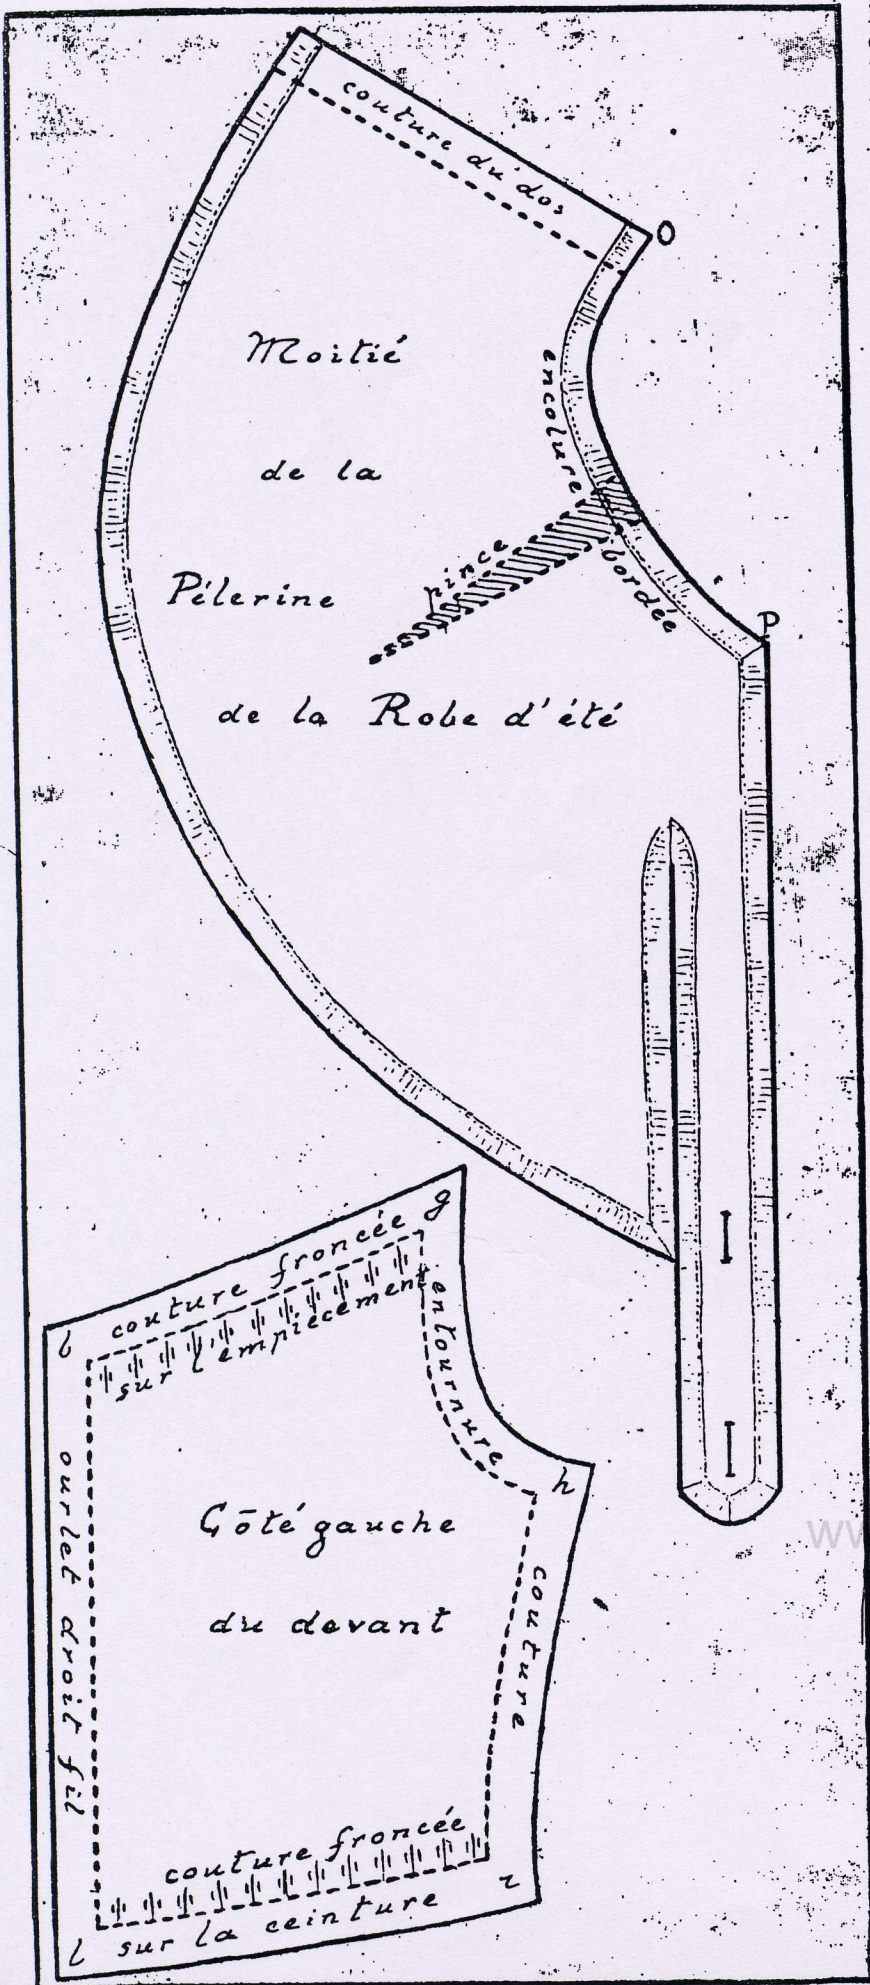 couture du dos
O
Moitié
de la
Pélerine
de la Robe d'été
encolure bordée
pince
P
couture froncée
sur l'empiècement
g
entournure
h
l
ourlet droit fil
Côté gauche
du devant
couture
couture froncée
sur la ceinture
l